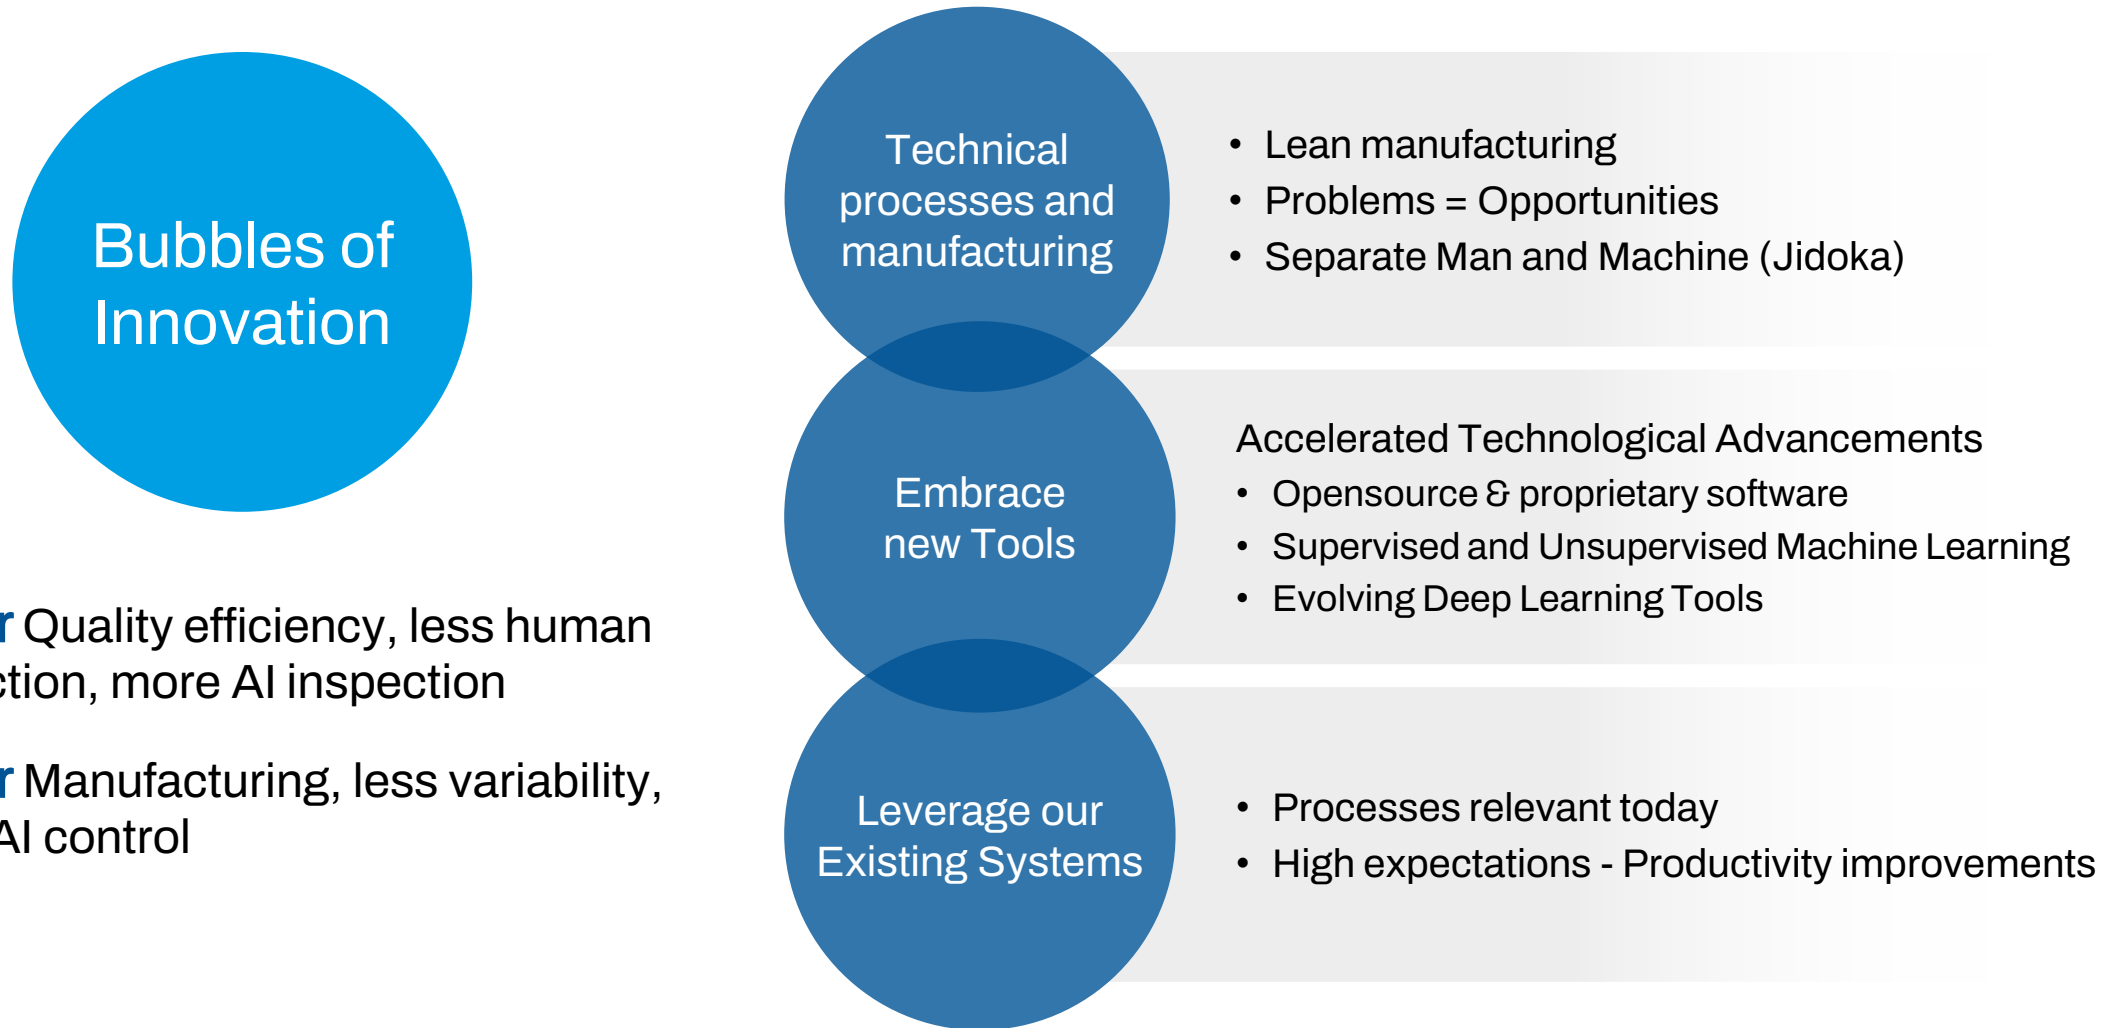 Bubbles of
Innovation
Quality efficiency, less human
more AI inspection
Manufacturing, less variability,
AI control
Technical
processes and
manufacturing
• Lean manufacturing
• Problems = Opportunities
• Separate Man and Machine (Jidoka)
Embrace
new Tools
Accelerated Technological Advancements
• Opensource & proprietary software
• Supervised and Unsupervised Machine Learning
• Evolving Deep Learning Tools
Leverage our
Existing Systems
• Processes relevant today
• High expectations - Productivity improvements